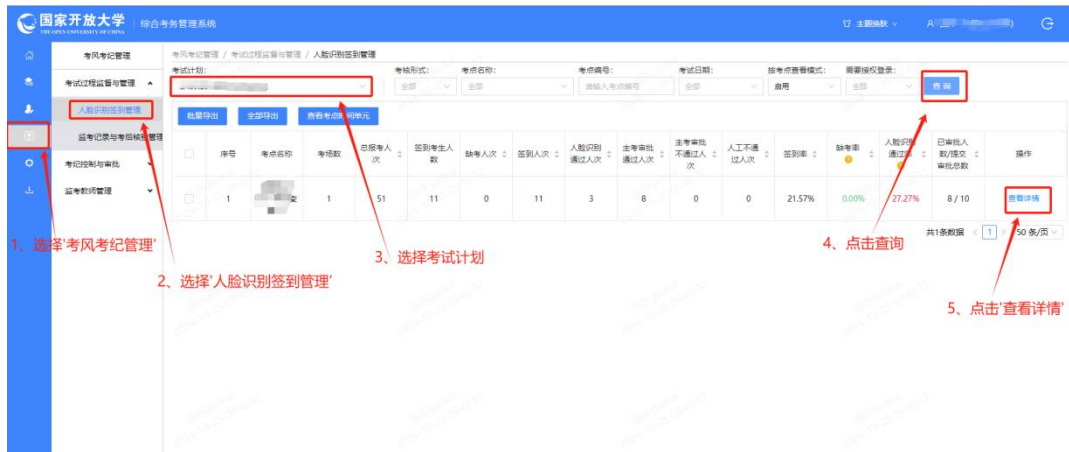 国家开放大学 综合考务管理系统 主题换肤
THE OPEN UNIVERSITY OF CHINA
考风考纪管理 考风考纪管理 / 考试过程监督与管理 / 人脸识别签到管理
考试计划: 考核形式: 考点名称: 考点编号: 考试日期: 按考点查看模式: 需要授权登录:
考试过程监督与管理 全部 全部 请输入考点编号 全部 启用 全部 查询
人脸识别签到管理 批量导出 全部导出 查看考点时间单元
监考记录与考后核验管理
考纪控制与审批
监考教师管理
序号 考点名称 考场数 总报考人次 签到考生人数 缺考人次 签到人次 人脸识别通过人次 主考审批通过人次 主考审批不通过人次 人工不通过人次 签到率 缺考率 人脸识别通过率 已审批人数/提交审批总数 操作
1 1 51 11 0 11 3 8 0 0 21.57% 0.00% 27.27% 8 / 10 查看详情
共1条数据 < 1 > 50 条/页
1、选择'考风考纪管理'
2、选择'人脸识别签到管理'
3、选择考试计划
4、点击查询
5、点击'查看详情'